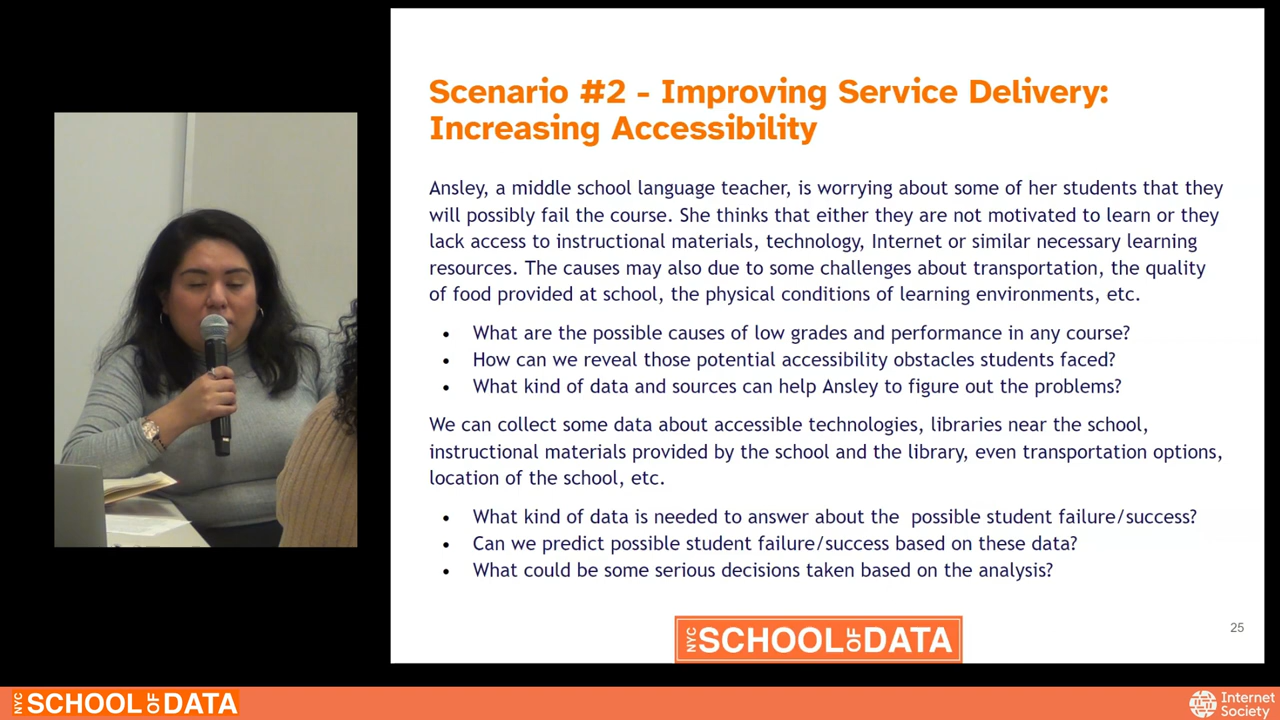 Scenario #2 - Improving Service Delivery:
Increasing Accessibility
Ansley, a middle school language teacher, is worrying about some of her students that they
will possibly fail the course. She thinks that either they are not motivated to learn or they
lack access to instructional materials, technology, Internet or similar necessary learning
resources. The causes may also due to some challenges about transportation, the quality
of food provided at school, the physical conditions of learning environments, etc.
• What are the possible causes of low grades and performance in any course?
• How can we reveal those potential accessibility obstacles students faced?
• What kind of data and sources can help Ansley to figure out the problems?
We can collect some data about accessible technologies, libraries near the school,
instructional materials provided by the school and the library, even transportation options,
location of the school, etc.
• What kind of data is needed to answer about the  possible student failure/success?
• Can we predict possible student failure/success based on these data?
• What could be some serious decisions taken based on the analysis?
25
NYC SCHOOL OF DATA
NYC SCHOOL OF DATA
Internet
Society